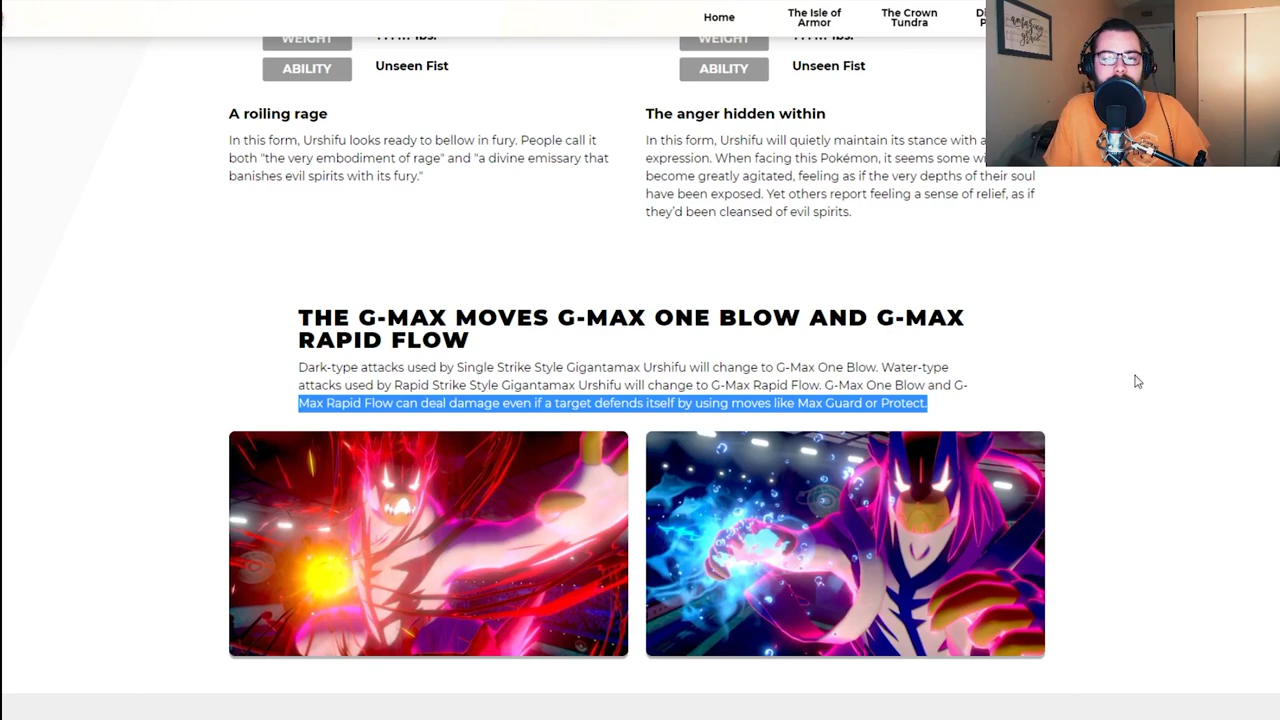 Home
The Isle of
Armor
The Crown
Tundra
WEIGHT
lbs.
WEIGHT
lbs.
ABILITY
Unseen Fist
ABILITY
Unseen Fist
A roiling rage
In this form, Urshifu looks ready to bellow in fury. People call it
both "the very embodiment of rage" and "a divine emissary that
banishes evil spirits with its fury."
The anger hidden within
In this form, Urshifu will quietly maintain its stance with a
expression. When facing this Pokémon, it seems some
become greatly agitated, feeling as if the very depths of their soul
have been exposed. Yet others report feeling a sense of relief, as if
they'd been cleansed of evil spirits.
THE G-MAX MOVES G-MAX ONE BLOW AND G-MAX
RAPID FLOW
Dark-type attacks used by Single Strike Style Gigantamax Urshifu will change to G-Max One Blow. Water-type
attacks used by Rapid Strike Style Gigantamax Urshifu will change to G-Max Rapid Flow. G-Max One Blow and G-
Max Rapid Flow can deal damage even if a target defends itself by using moves like Max Guard or Protect.